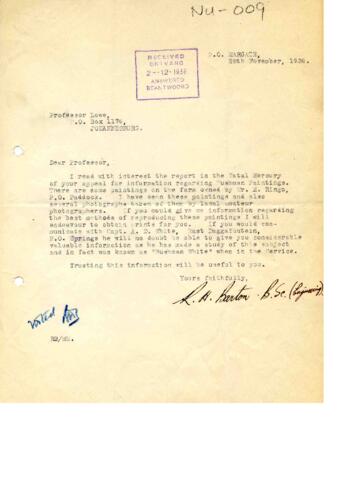 NU-009
RECEIVED
ONTVANG
2-12-1936
ANSWERED
BEANTWOORD
P.O. MARGATE,
November, 1936.
Professor Lowe,
P.O. Box 1176,
JOHANNESBURG.
Dear Professor,
I read with interest the report in the Natal Mercury
of your appeal for information regarding Bushman Paintings.
There are some paintings on the farm owned by Mr. E. Ringo,
P.O. Paddock. I have seen these paintings and also
several photographs taken of them by local amateur
photographers. If you could give me information regarding
the best methods of reproducing these paintings I will
endeavour to obtain prints for you. If you could com-
municate with Capt. A. D. White, East
P.O. Springs he will no doubt be able to give you considerable
valuable information as he has made a study of this subject
and in fact was known as "Bushman White" when in the Service.
Trusting this information will be useful to you.
Yours faithfully,
R. H. Barton B.Sc. (Engineering)